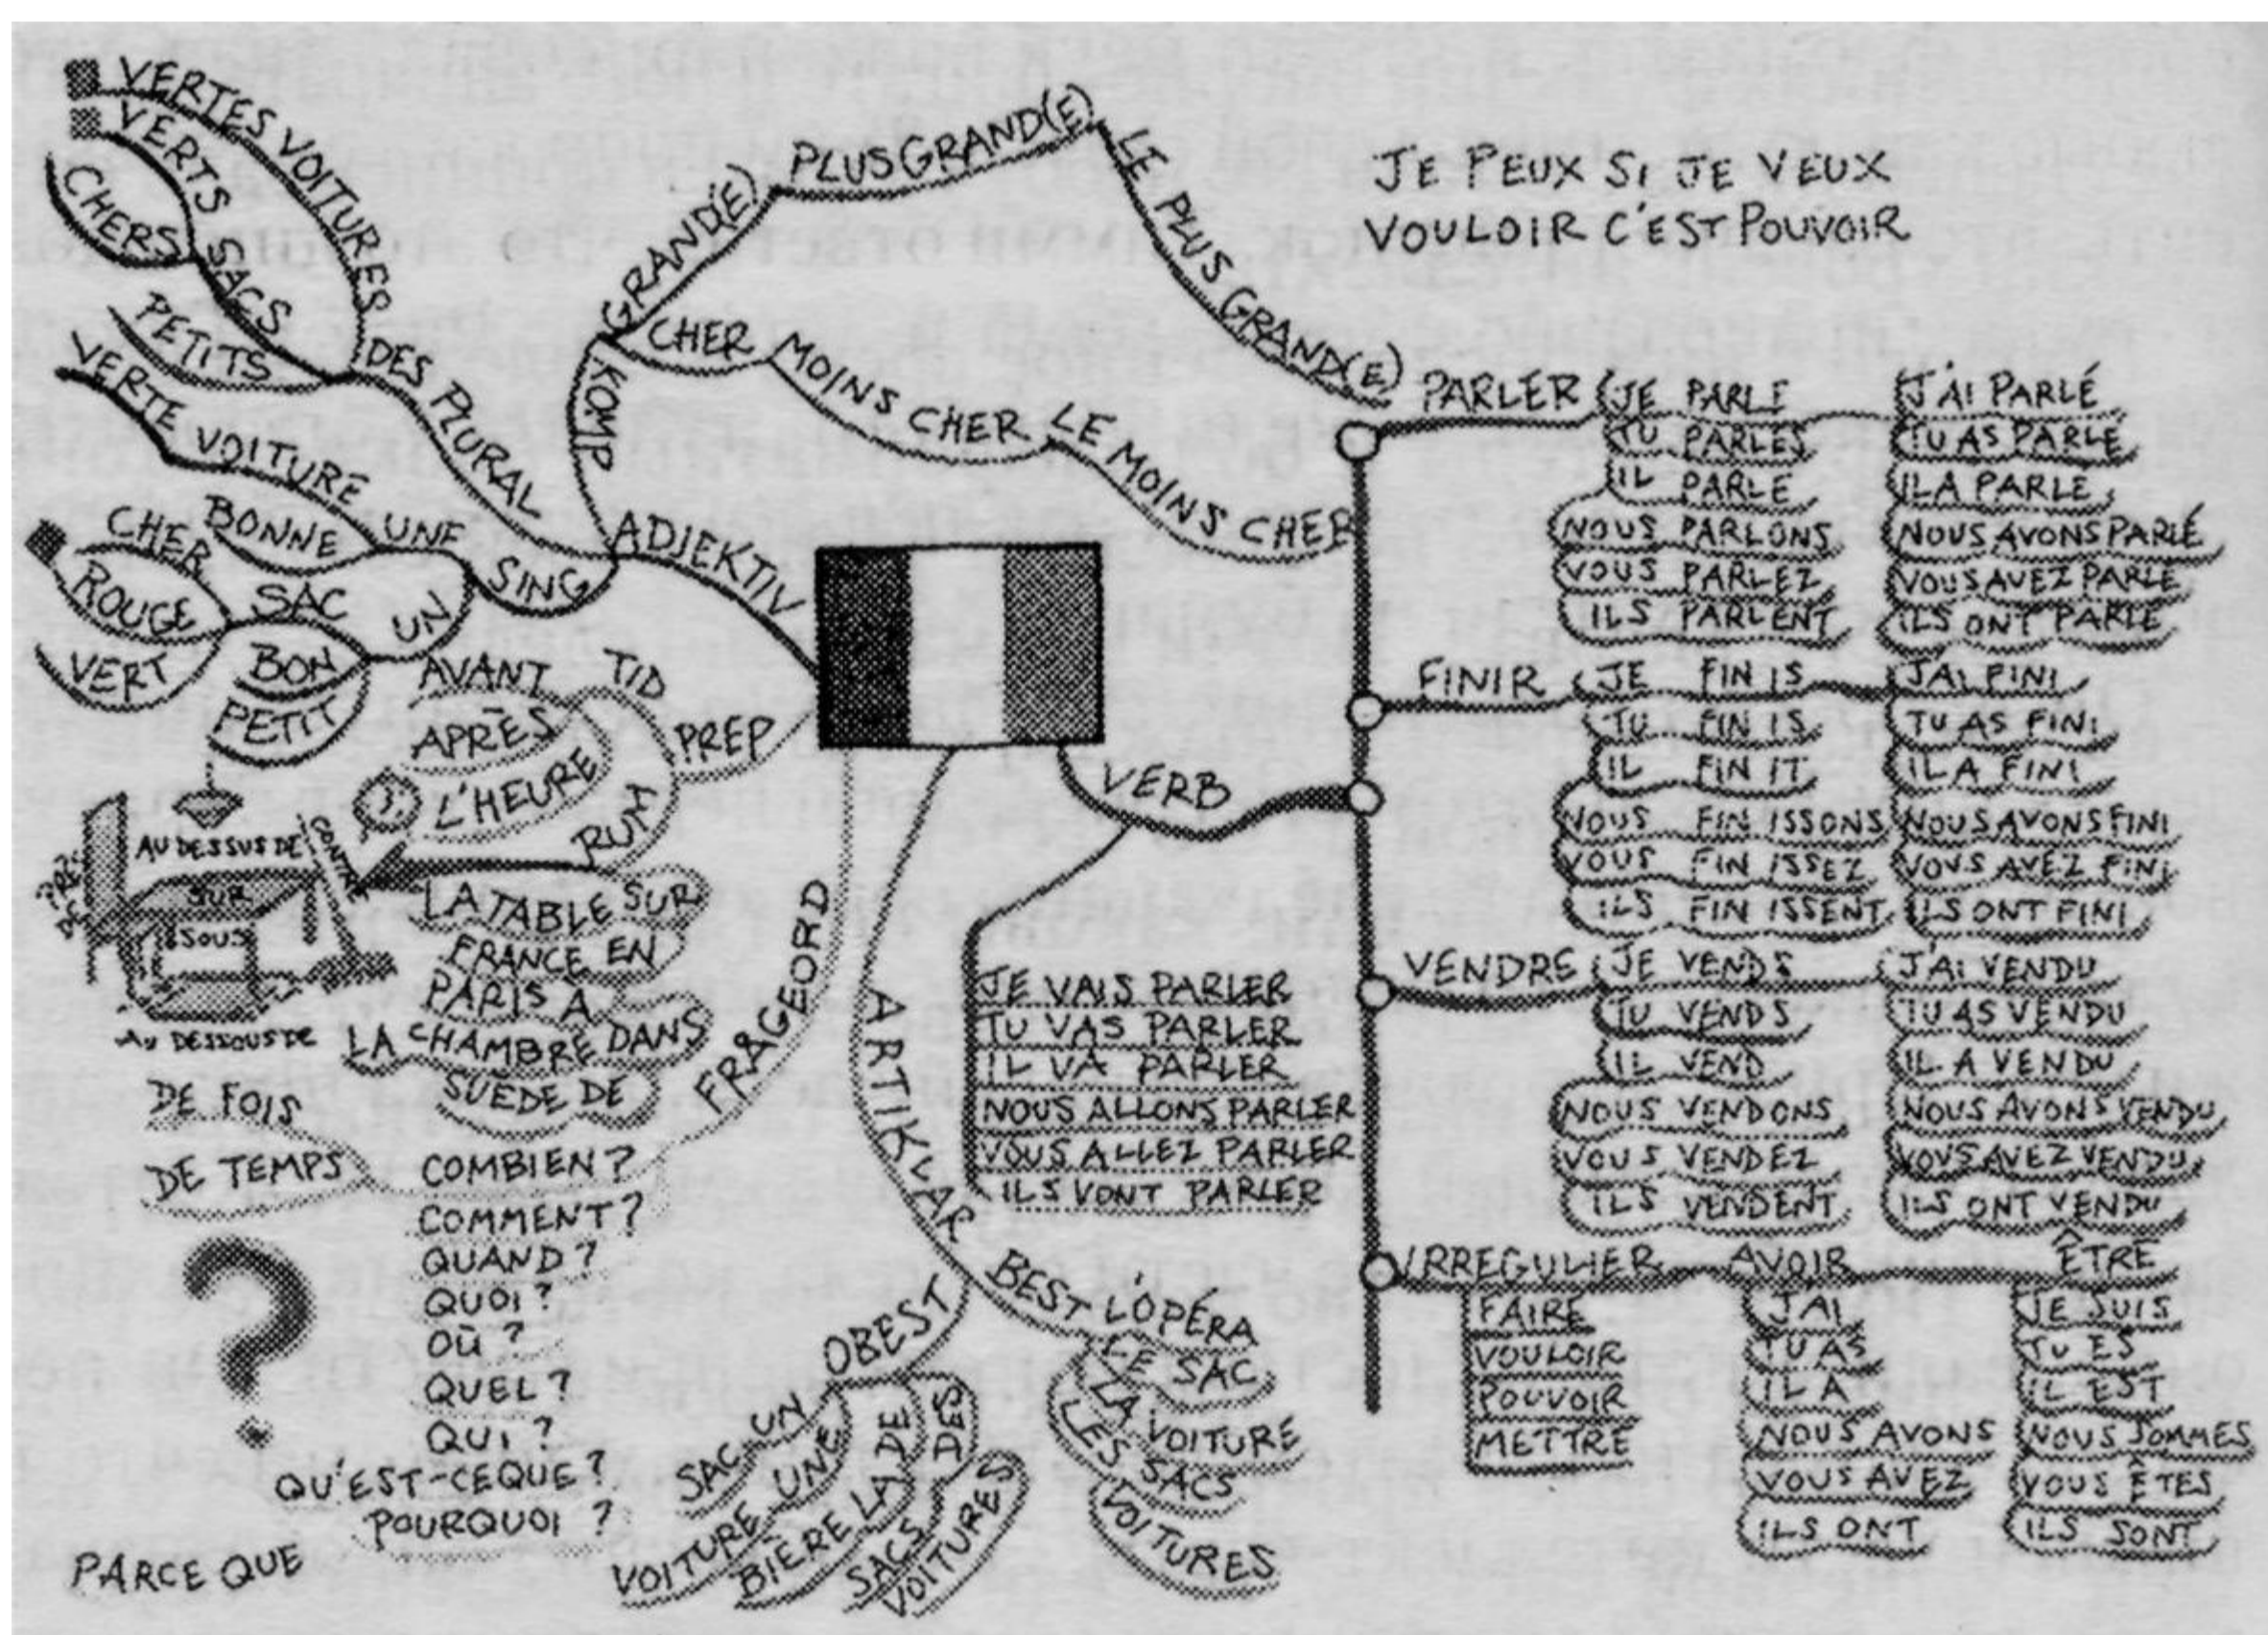 VERTES VOITURES
VERTS SACS
CHERS
PETITS
DES PLURAL
VERTE VOITURE
BONNE
UNE
CHER
ROUGE
VERT
SAC
BON
PETIT
UN
SING
ADJEKTIV
KOMP
GRAND(E)
PLUS GRAND(E)
LE PLUS GRAND(E)
CHER
MOINS CHER
LE MOINS CHER
JE PEUX SI JE VEUX
VOULOIR C'EST POUVOIR
PREP
TID
AVANT
APRÈS
L'HEURE
RUM
AU DESSUS DE
CONTRE
SUR
SOUS
AU DESSOUS DE
LA TABLE SUR
FRANCE EN
PARIS À
LA CHAMBRE DANS
SUÈDE DE
FRÅGEORD
DE FOIS
DE TEMPS
COMBIEN?
COMMENT?
QUAND?
QUOI?
OÙ?
QUEL?
QUI?
QU'EST-CEQUE?
POURQUOI?
PARCE QUE
?
ARTIKLAR
OBEST
SAC UN
VOITURE UNE
BIÈRE LA DE
DES
SACS
VOITURES
BEST L'OPÉRA
LE SAC
LA VOITURE
LES SACS
VOITURES
VERB
JE VAIS PARLER
TU VAS PARLER
IL VA PARLER
NOUS ALLONS PARLER
VOUS ALLEZ PARLER
ILS VONT PARLER
PARLER JE PARLE J'AI PARLÉ
TU PARLES TU AS PARLÉ
IL PARLE IL A PARLÉ
NOUS PARLONS NOUS AVONS PARLÉ
VOUS PARLEZ VOUS AVEZ PARLÉ
ILS PARLENT ILS ONT PARLÉ
FINIR JE FIN IS J'AI FINI
TU FIN IS TU AS FINI
IL FIN IT IL A FINI
NOUS FIN ISSONS NOUS AVONS FINI
VOUS FIN ISSEZ VOUS AVEZ FINI
ILS FIN ISSENT ILS ONT FINI
VENDRE JE VENDS J'AI VENDU
TU VENDS TU AS VENDU
IL VEND IL A VENDU
NOUS VENDONS NOUS AVONS VENDU
VOUS VENDEZ VOUS AVEZ VENDU
ILS VENDENT ILS ONT VENDU
IRREGULIER AVOIR ÊTRE
FAIRE J'AI JE SUIS
VOULOIR TU AS TU ES
POUVOIR IL A IL EST
METTRE NOUS AVONS NOUS SOMMES
VOUS AVEZ VOUS ÊTES
ILS ONT ILS SONT